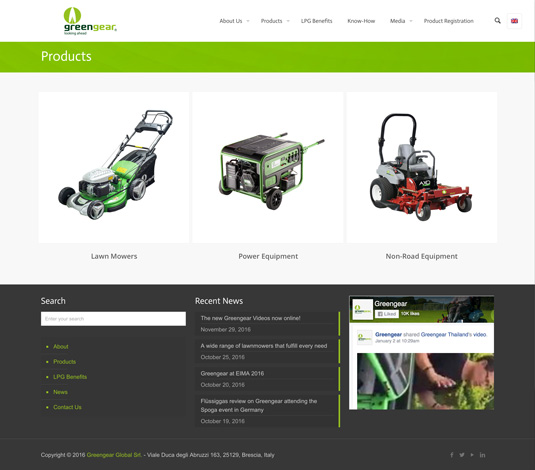 greengear
looking ahead
About Us
Products
LPG Benefits
Know-How
Media
Product Registration
Products
Lawn Mowers
Power Equipment
Non-Road Equipment
Search
Enter your search
About
Products
LPG Benefits
News
Contact Us
Recent News
The new Greengear Videos now online!
November 29, 2016
A wide range of lawnmowers that fulfill every need
October 25, 2016
Greengear at EIMA 2016
October 20, 2016
Flüssiggas review on Greengear attending the
Spoga event in Germany
October 19, 2016
Greengear
Liked
10K likes
Greengear shared Greengear Thailand's video.
January 2 at 10:28am
Copyright © 2016 Greengear Global Srl. - Viale Duca degli Abruzzi 163, 25129, Brescia, Italy